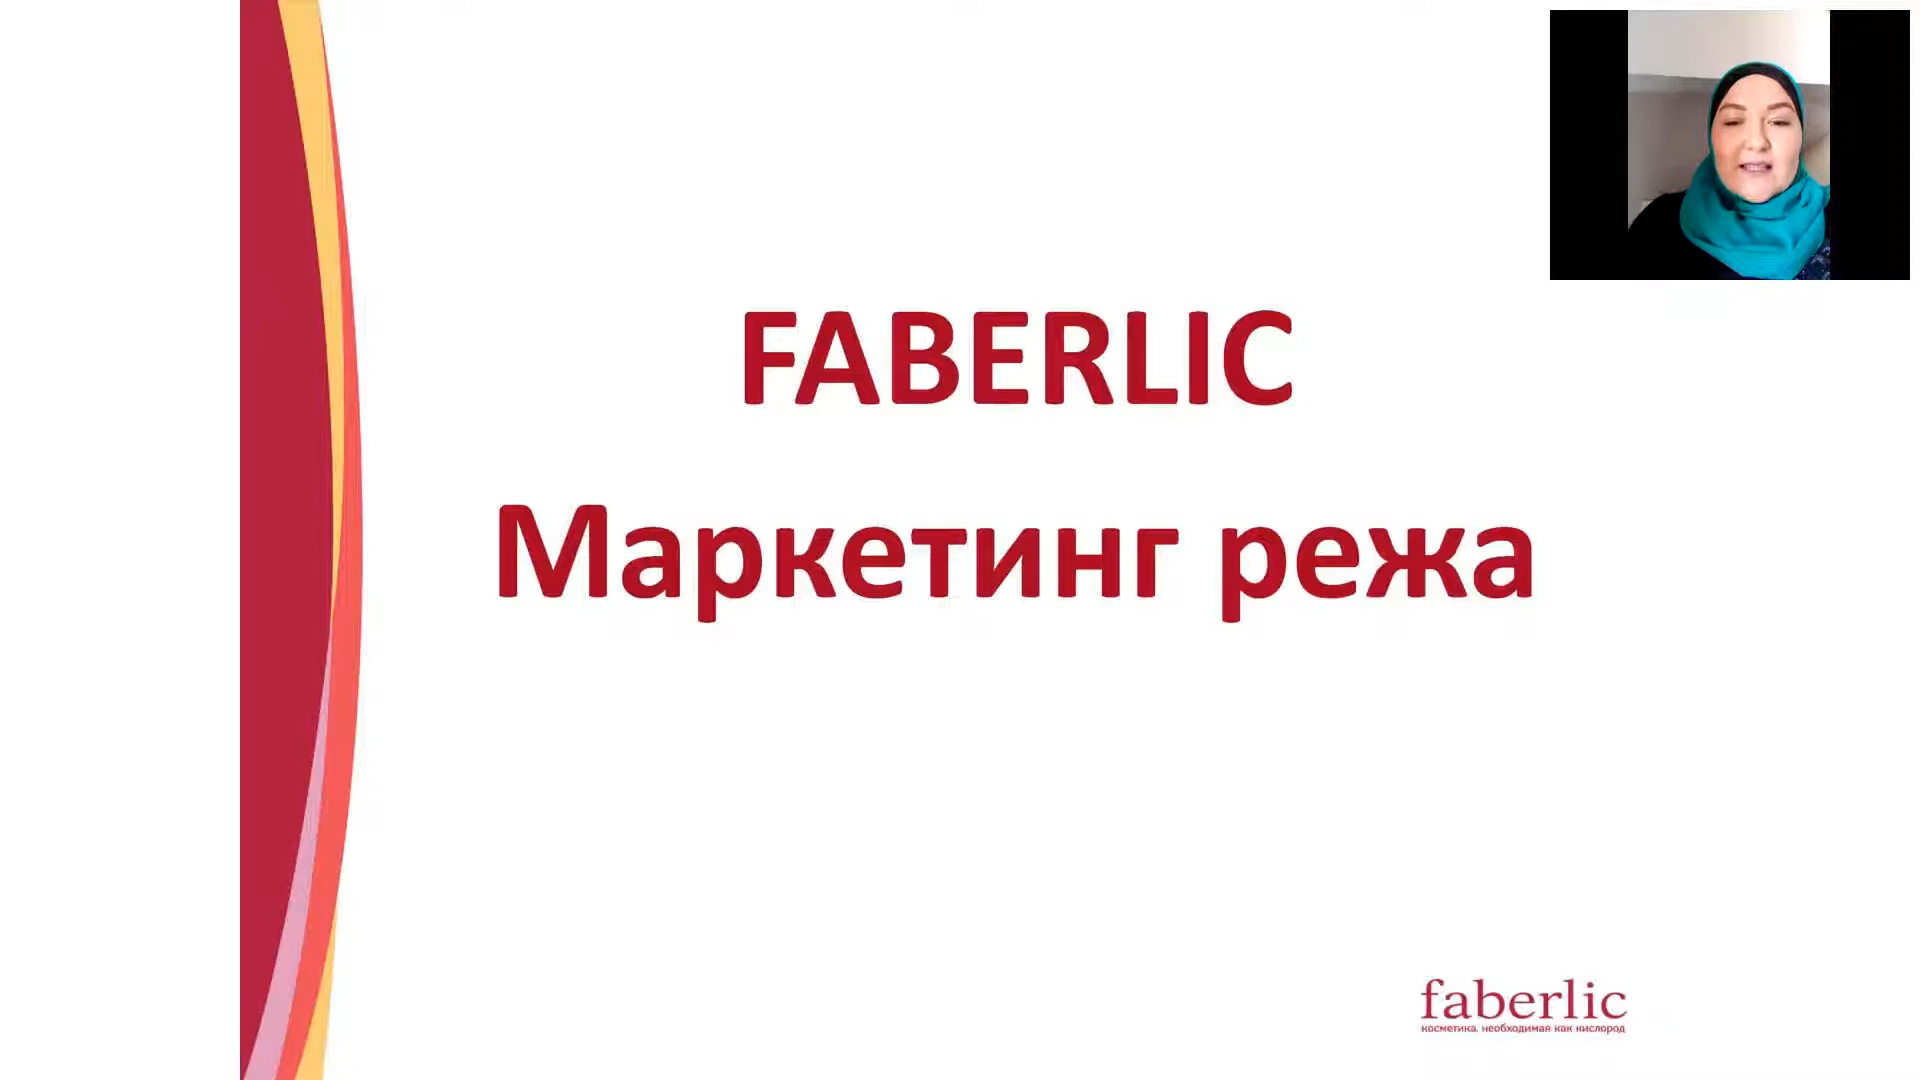 FABERLIC
Маркетинг режа
faberlic
косметика, необходимая как кислород